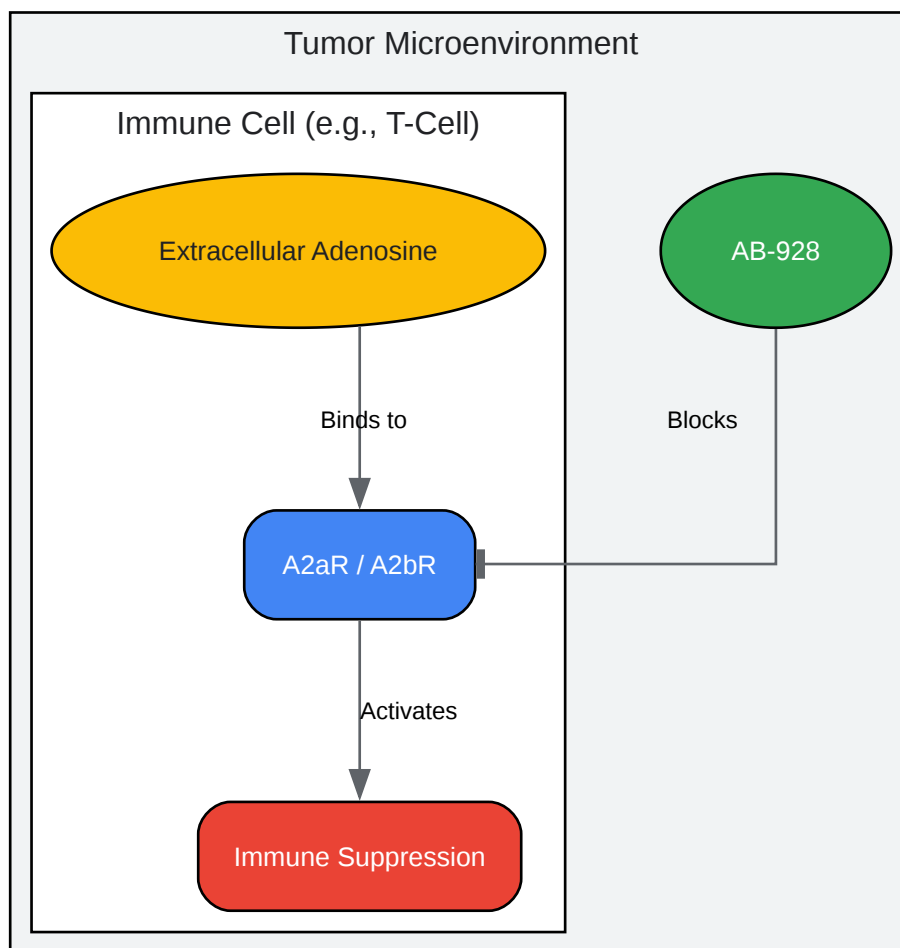 Tumor Microenvironment
Immune Cell (e.g., T-Cell)
Extracellular Adenosine
AB-928
Binds to
Blocks
A2aR / A2bR
Activates
Immune Suppression